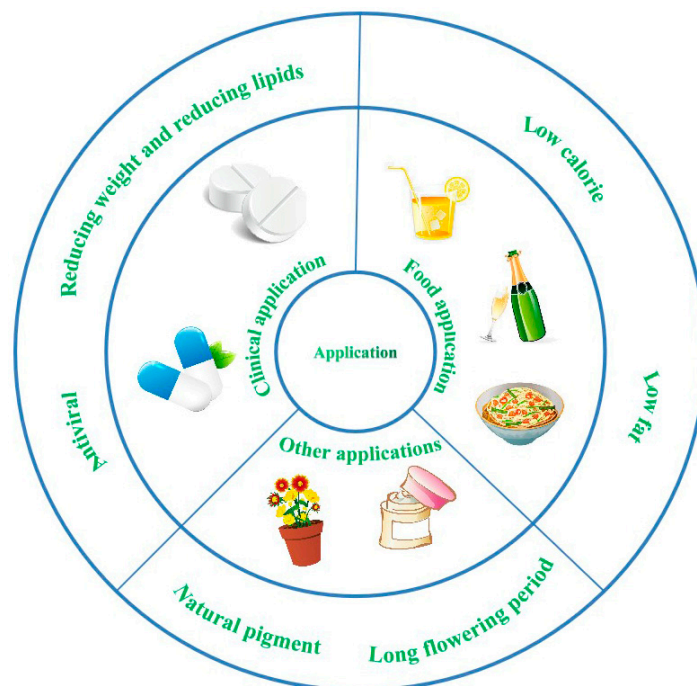 Reducing weight and reducing lipids
Low calorie
Clinical application
Food application
Application
Antiviral
Low fat
Other applications
Natural pigment
Long flowering period